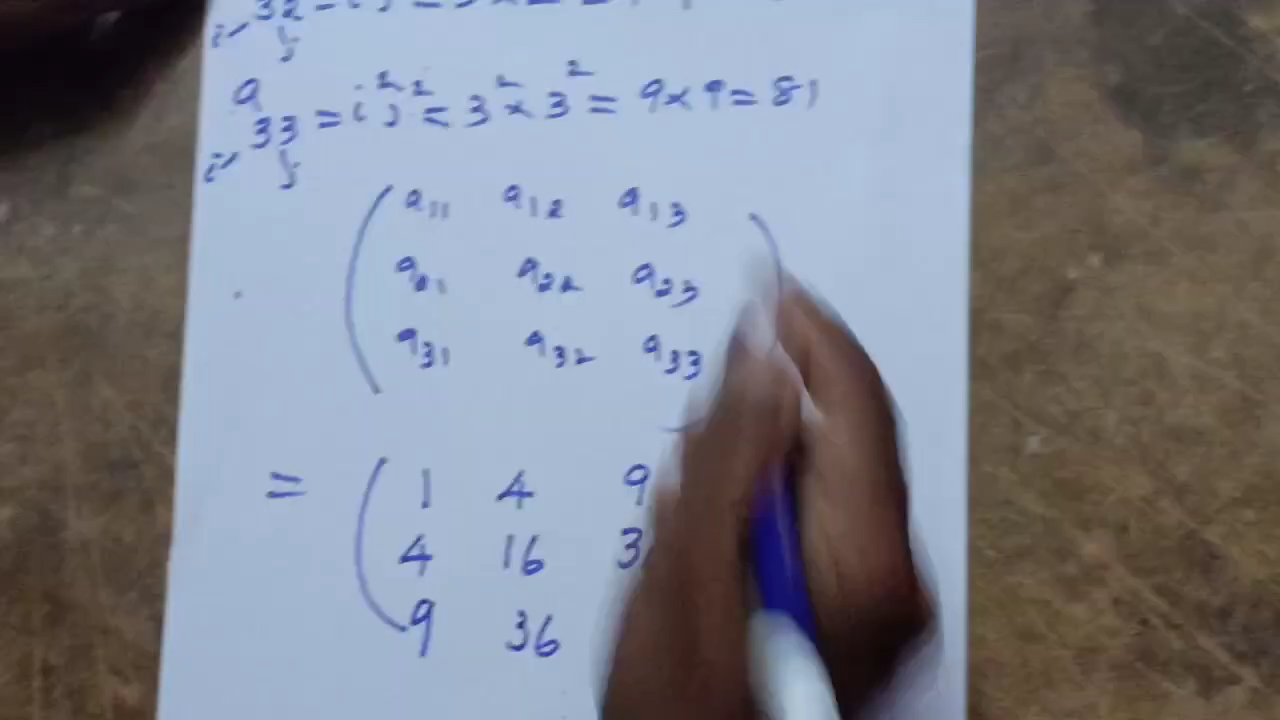 a₃₃ = i²j² = 3² × 3² = 9 × 9 = 81
i j
a₁₁ a₁₂ a₁₃
a₂₁ a₂₂ a₂₃
a₃₁ a₃₂ a₃₃
= ( 1 4 9
4 16 3
9 36